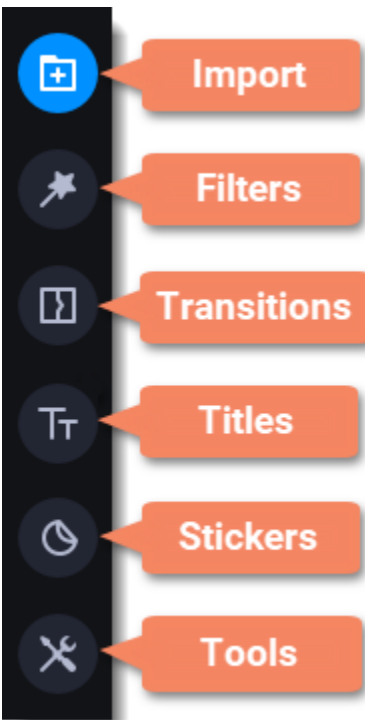 Import
Filters
Transitions
Titles
Stickers
Tools